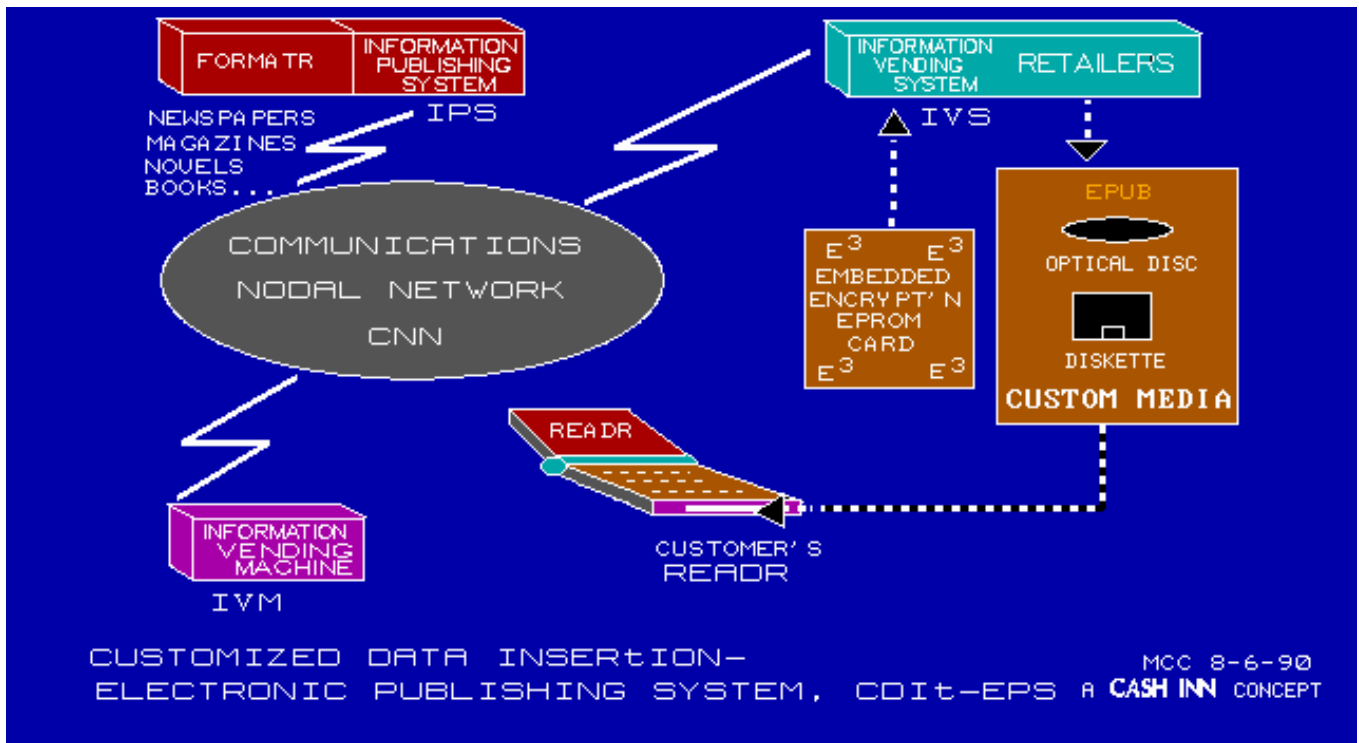 FORMATR
INFORMATION
PUBLISHING
SYSTEM
IPS
NEWSPAPERS
MAGAZINES
NOVELS
BOOKS...
INFORMATION
VENDING
SYSTEM
RETAILERS
IVS
COMMUNICATIONS
NODAL NETWORK
CNN
E³ E³
EMBEDDED
ENCRYPT'N
EPROM
CARD
E³ E³
EPUB
OPTICAL DISC
DISKETTE
CUSTOM MEDIA
READR
CUSTOMER'S
READR
INFORMATION
VENDING
MACHINE
IVM
CUSTOMIZED DATA INSERtION-
ELECTRONIC PUBLISHING SYSTEM, CDIt-EPS
MCC 8-6-90
A CASH INN CONCEPT